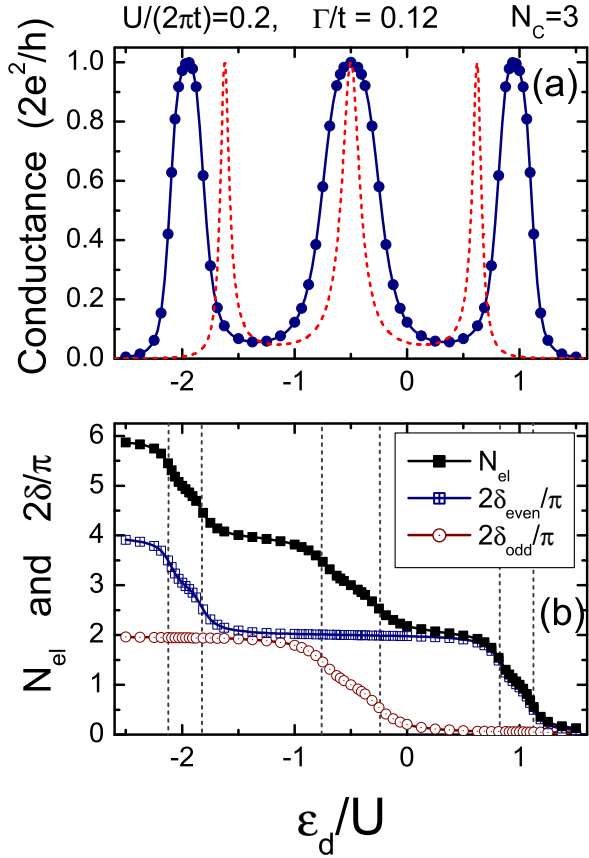 U/(2πt)=0.2, Γ/t = 0.12 N_C=3
(a)
Conductance (2e²/h)
1.0
0.8
0.6
0.4
0.2
0.0
-2 -1 0 1
N_el and 2δ/π
6
5
4
3
2
1
0
N_el
2δ_even/π
2δ_odd/π
(b)
-2 -1 0 1
ε_d/U